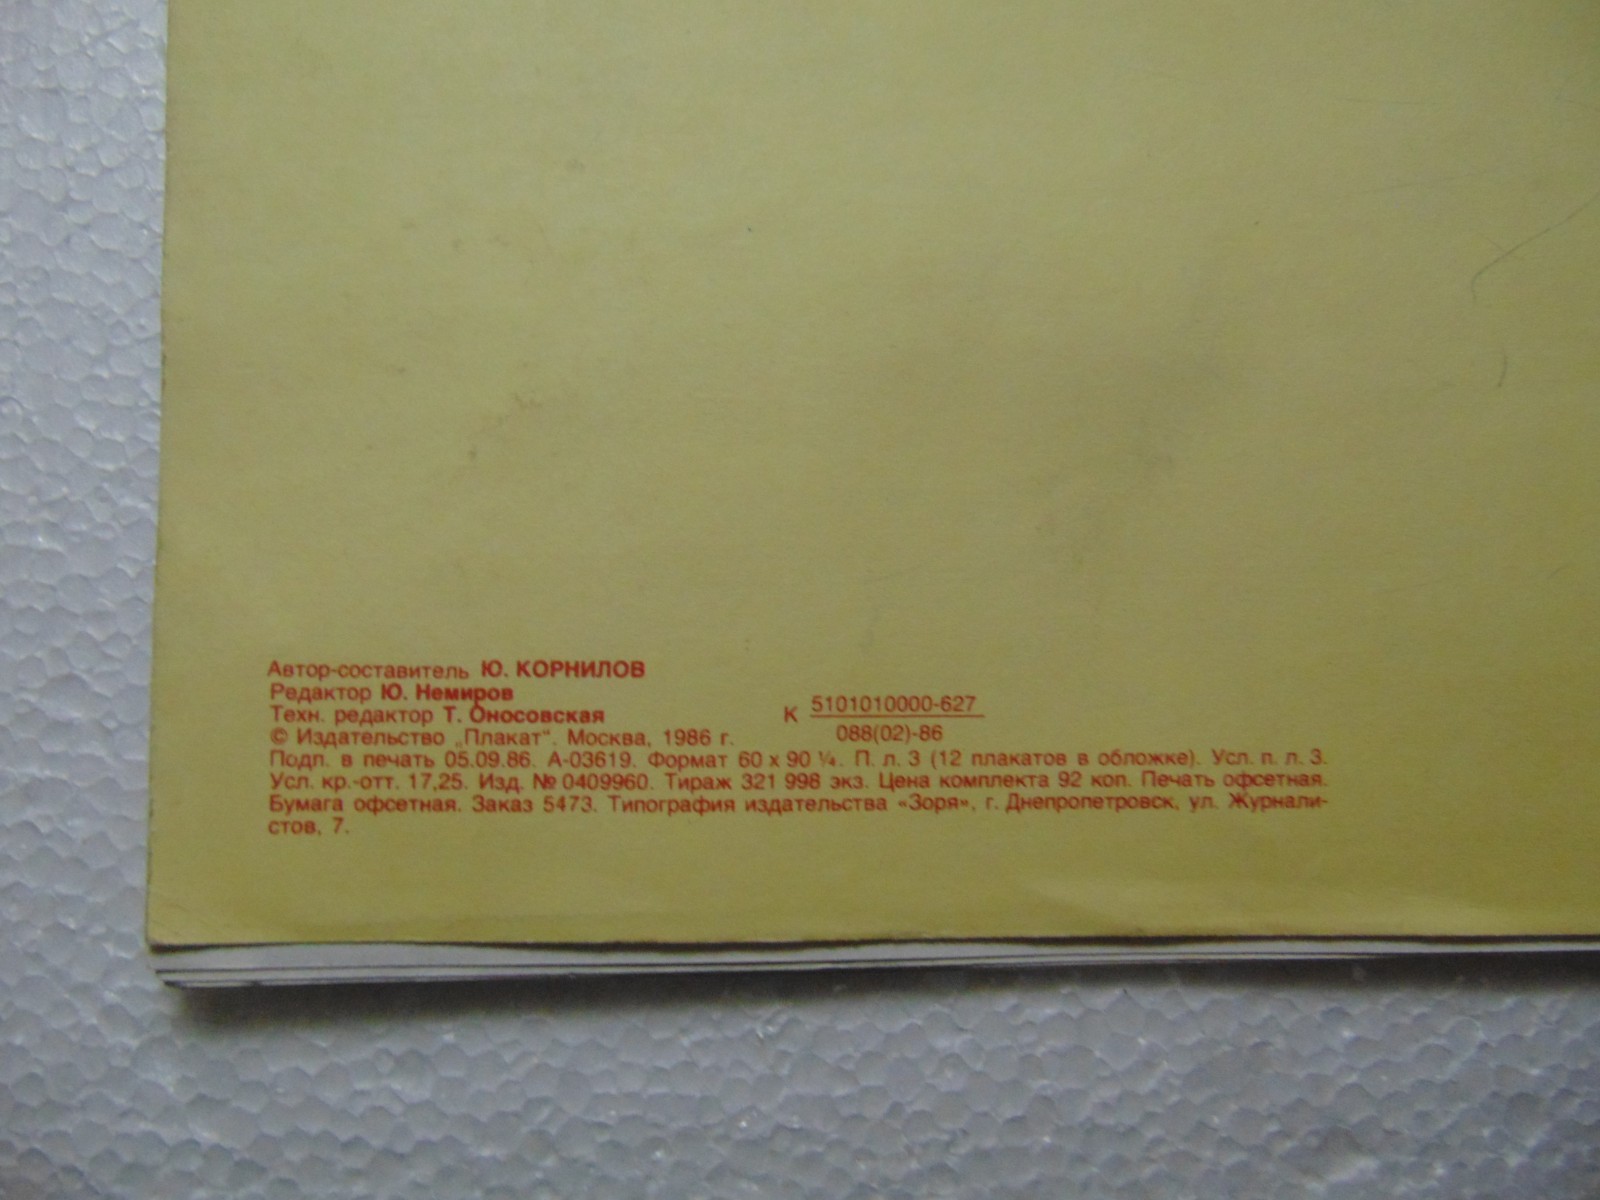 Автор-составитель Ю. КОРНИЛОВ
Редактор Ю. Немиров
Техн. редактор Т. Оносовская
К 5101010000-627
088(02)-86
© Издательство „Плакат“. Москва, 1986 г.
Подп. в печать 05.09.86. А-03619. Формат 60 х 90 ¼. П. л. 3 (12 плакатов в обложке). Усл. п. л. 3.
Усл. кр.-отт. 17,25. Изд. № 0409960. Тираж 321 998 экз. Цена комплекта 92 коп. Печать офсетная.
Бумага офсетная. Заказ 5473. Типография издательства «Зоря», г. Днепропетровск, ул. Журнали-
стов, 7.